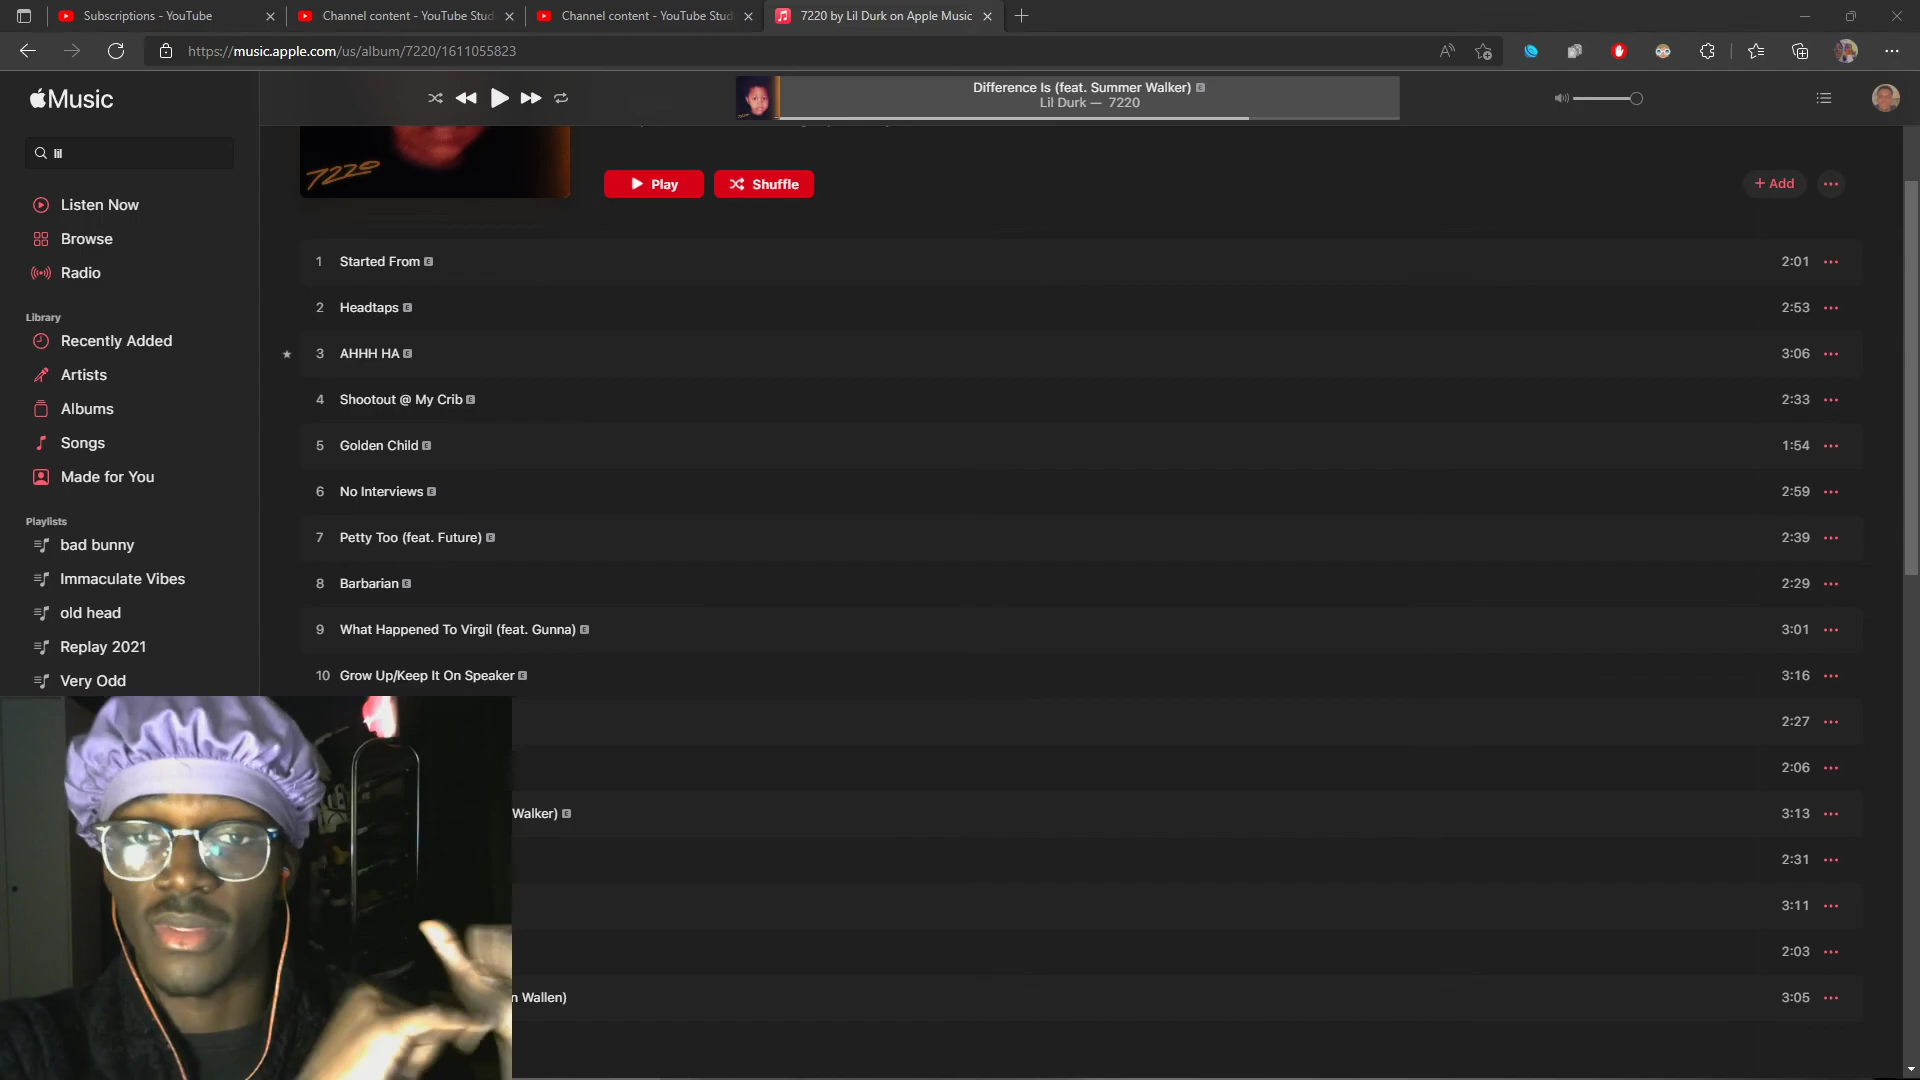 Subscriptions - YouTube
Channel content - YouTube Stud
Channel content - YouTube Stud
7220 by Lil Durk on Apple Music
https://music.apple.com/us/album/7220/1611055823
Music
Difference Is (feat. Summer Walker) E
Lil Durk — 7220
lil
7220
Play
Shuffle
+ Add
Listen Now
Browse
Radio
Library
Recently Added
Artists
Albums
Songs
Made for You
Playlists
bad bunny
Immaculate Vibes
old head
Replay 2021
Very Odd
1 Started From E 2:01
2 Headtaps E 2:53
★ 3 AHHH HA E 3:06
4 Shootout @ My Crib E 2:33
5 Golden Child E 1:54
6 No Interviews E 2:59
7 Petty Too (feat. Future) E 2:39
8 Barbarian E 2:29
9 What Happened To Virgil (feat. Gunna) E 3:01
10 Grow Up/Keep It On Speaker E 3:16
2:27
2:06
Walker) E 3:13
2:31
3:11
2:03
n Wallen) 3:05